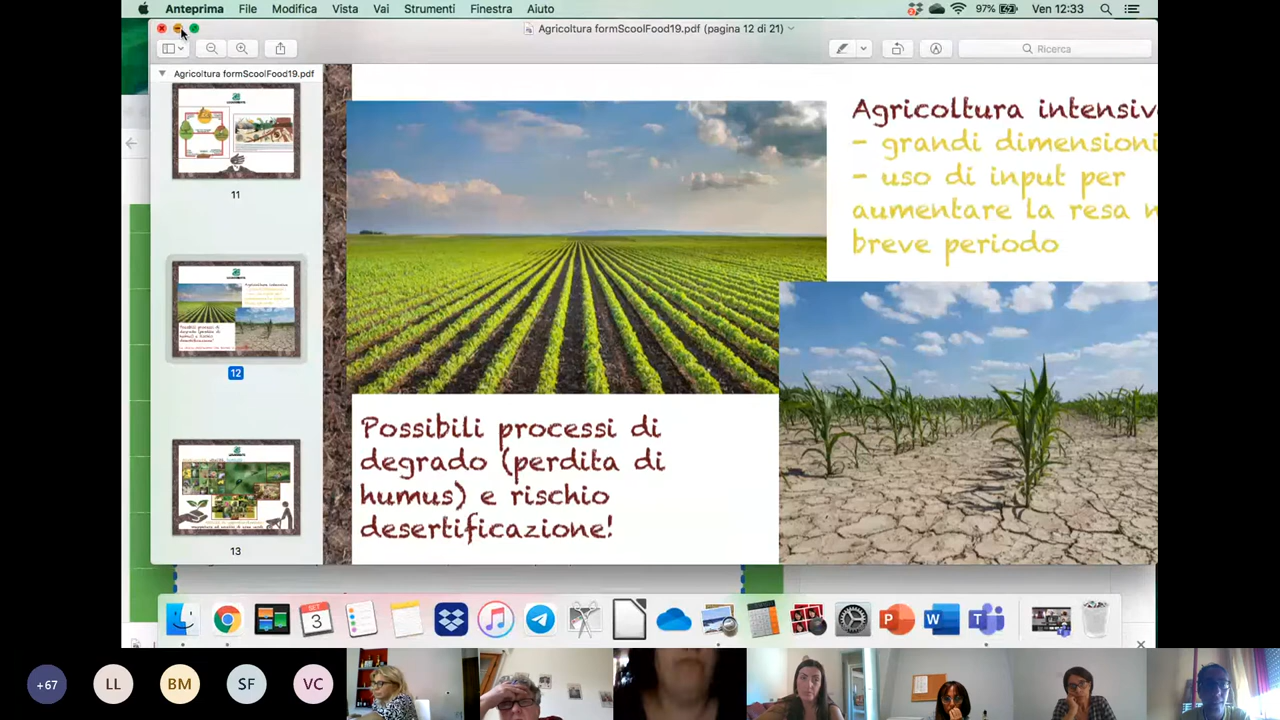 Anteprima File Modifica Vista Vai Strumenti Finestra Aiuto 97% Ven 12:33
Agricoltura formScoolFood19.pdf (pagina 12 di 21)
Ricerca
Agricoltura formScoolFood19.pdf
11
12
13
Agricoltura intensiv
- grandi dimensioni
- uso di input per
aumentare la resa n
breve periodo
Possibili processi di
degrado (perdita di
humus) e rischio
desertificazione!
SET
3
+67 LL BM SF VC